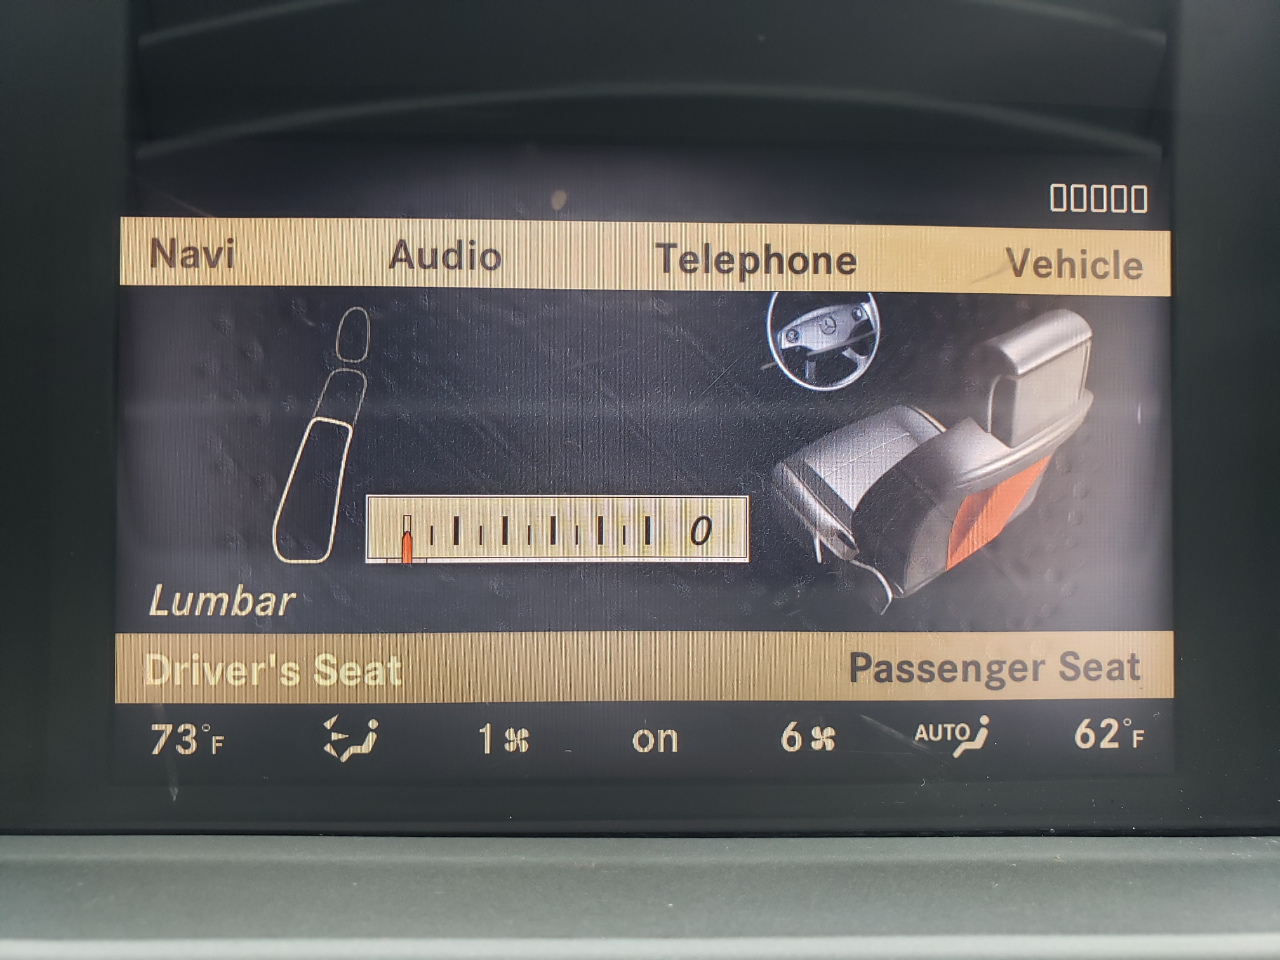 Navi Audio Telephone Vehicle
0
Lumbar
Driver's Seat Passenger Seat
73°F 1 on 6 AUTO 62°F